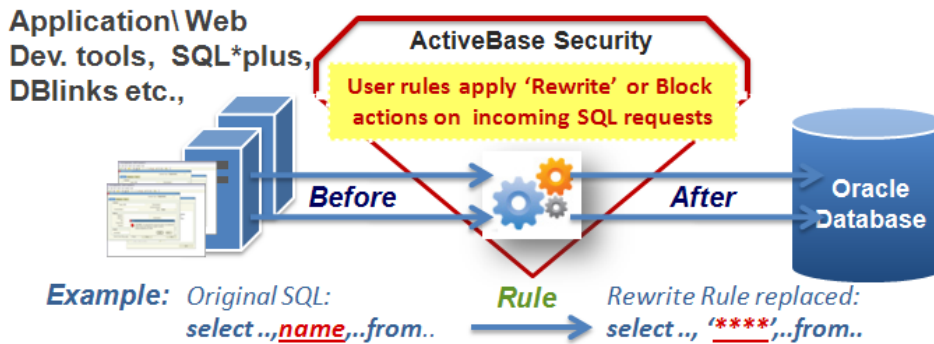 Application\ Web
Dev. tools, SQL*plus,
DBlinks etc.,
ActiveBase Security
User rules apply ‘Rewrite’ or Block
actions on incoming SQL requests
Before
After
Oracle
Database
Example: Original SQL:
select ..,name,..from..
Rule
Rewrite Rule replaced:
select .., ‘****’,..from..